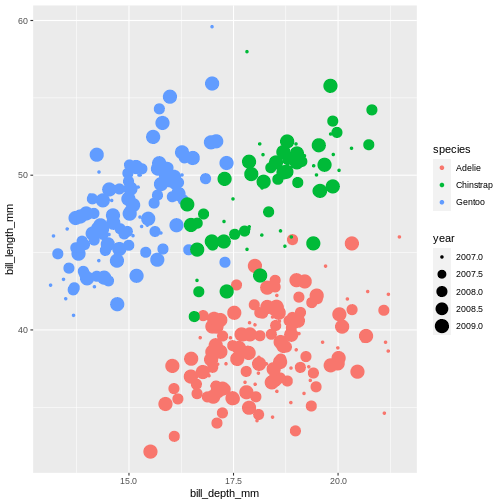 60
50
40
bill_length_mm
15.0
17.5
20.0
bill_depth_mm
species
Adelie
Chinstrap
Gentoo
year
2007.0
2007.5
2008.0
2008.5
2009.0